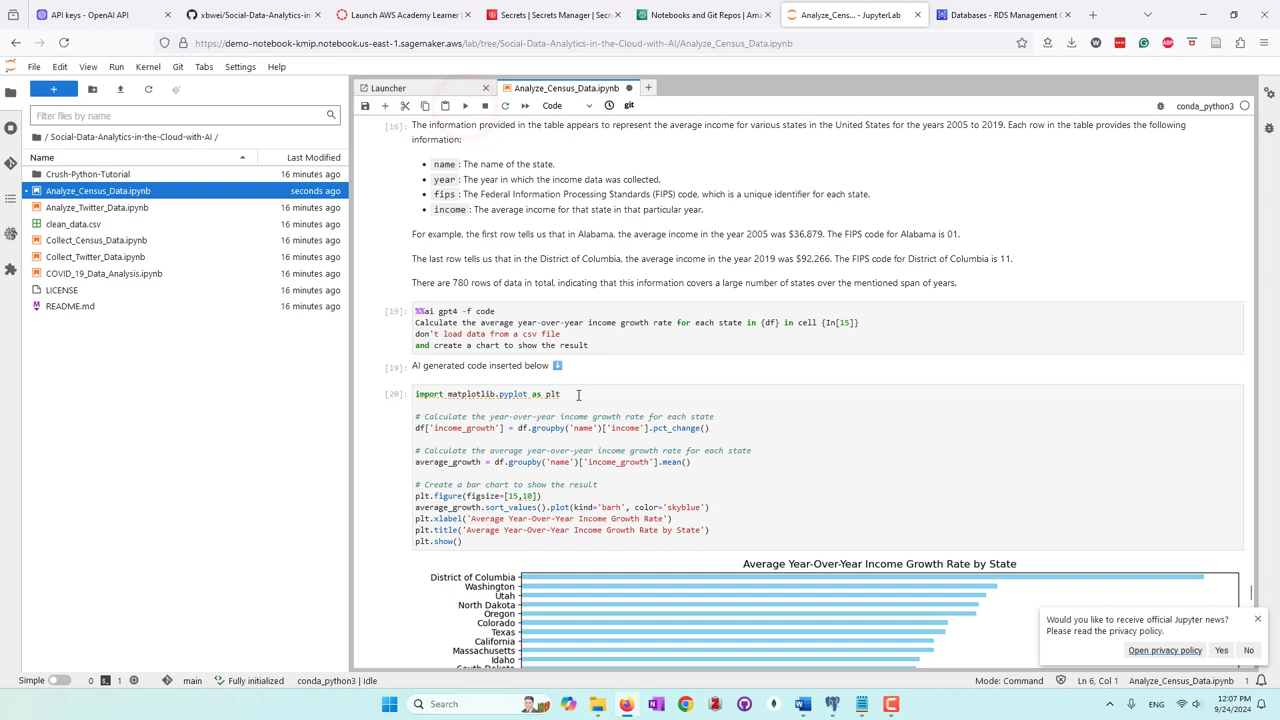 API keys - OpenAI API
xbwei/Social-Data-Analytics-in-
Launch AWS Academy Learner
Secrets | Secrets Manager | Se
Notebooks and Git Repos | Am
Analyze_Cens... - JupyterLab
Databases - RDS Management C
https://demo-notebook-kmip.notebook.us-east-1.sagemaker.aws/lab/tree/Social-Data-Analytics-in-the-Cloud-with-AI/Analyze_Census_Data.ipynb
File Edit View Run Kernel Git Tabs Settings Help
Launcher
Analyze_Census_Data.ipynb
Code
git
conda_python3
Filter files by name
/ Social-Data-Analytics-in-the-Cloud-with-AI /
Name Last Modified
Crush-Python-Tutorial 16 minutes ago
Analyze_Census_Data.ipynb seconds ago
Analyze_Twitter_Data.ipynb 16 minutes ago
clean_data.csv 16 minutes ago
Collect_Census_Data.ipynb 16 minutes ago
Collect_Twitter_Data.ipynb 16 minutes ago
COVID_19_Data_Analysis.ipynb 16 minutes ago
LICENSE 16 minutes ago
README.md 16 minutes ago
[16]: The information provided in the table appears to represent the average income for various states in the United States for the years 2005 to 2019. Each row in the table provides the following
information:
• name : The name of the state.
• year : The year in which the income data was collected.
• fips : The Federal Information Processing Standards (FIPS) code, which is a unique identifier for each state.
• income : The average income for that state in that particular year.
For example, the first row tells us that in Alabama, the average income in the year 2005 was $36,879. The FIPS code for Alabama is 01.
The last row tells us that in the District of Columbia, the average income in the year 2019 was $92,266. The FIPS code for District of Columbia is 11.
There are 780 rows of data in total, indicating that this information covers a large number of states over the mentioned span of years.
[19]: %%ai gpt4 -f code
Calculate the average year-over-year income growth rate for each state in {df} in cell {In[15]}
don't load data from a csv file
and create a chart to show the result
[19]: AI generated code inserted below ⬇️
[20]: import matplotlib.pyplot as plt
# Calculate the year-over-year income growth rate for each state
df['income_growth'] = df.groupby('name')['income'].pct_change()
# Calculate the average year-over-year income growth rate for each state
average_growth = df.groupby('name')['income_growth'].mean()
# Create a bar chart to show the result
plt.figure(figsize=[15,10])
average_growth.sort_values().plot(kind='barh', color='skyblue')
plt.xlabel('Average Year-Over-Year Income Growth Rate')
plt.title('Average Year-Over-Year Income Growth Rate by State')
plt.show()
Average Year-Over-Year Income Growth Rate by State
District of Columbia
Washington
Utah
North Dakota
Oregon
Colorado
Texas
California
Massachusetts
Idaho
South Dakota
Would you like to receive official Jupyter news?
Please read the privacy policy.
Open privacy policy Yes No
Simple 0 1 main Fully initialized conda_python3 | Idle Mode: Command Ln 6, Col 1 Analyze_Census_Data.ipynb 1
Search
ENG
12:07 PM
9/24/2024